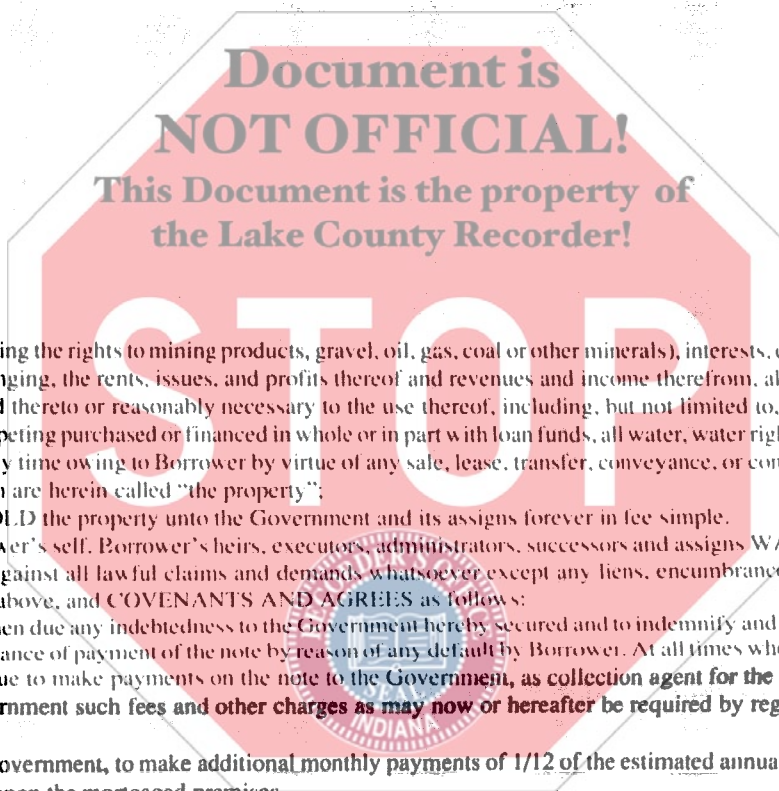 Document is
NOT OFFICIAL!
This Document is the property of
the Lake County Recorder!
STOP
ing the rights to mining products, gravel, oil, gas, coal or other minerals), interests,
nging, the rents, issues, and profits thereof and revenues and income therefrom,
thereto or reasonably necessary to the use thereof, including, but not limited to,
peting purchased or financed in whole or in part with loan funds, all water, water
time owing to Borrower by virtue of any sale, lease, transfer, conveyance, or
are herein called "the property";
OLD the property unto the Government and its assigns forever in fee simple.
wer's self. Borrower's heirs, executors, administrators, successors and assigns
gainst all lawful claims and demands whatsoever except any liens,
above, and COVENANTS AND AGREES as follows:
en due any indebtedness to the Government hereby secured and to indemnify and
ance of payment of the note by reason of any default by Borrower. At all times
ue to make payments on the note to the Government, as collection agent for the
rnment such fees and other charges as may now or hereafter be required by
overnment, to make additional monthly payments of 1/12 of the estimated
upon the mortgaged premises
SEAL
INDIANA